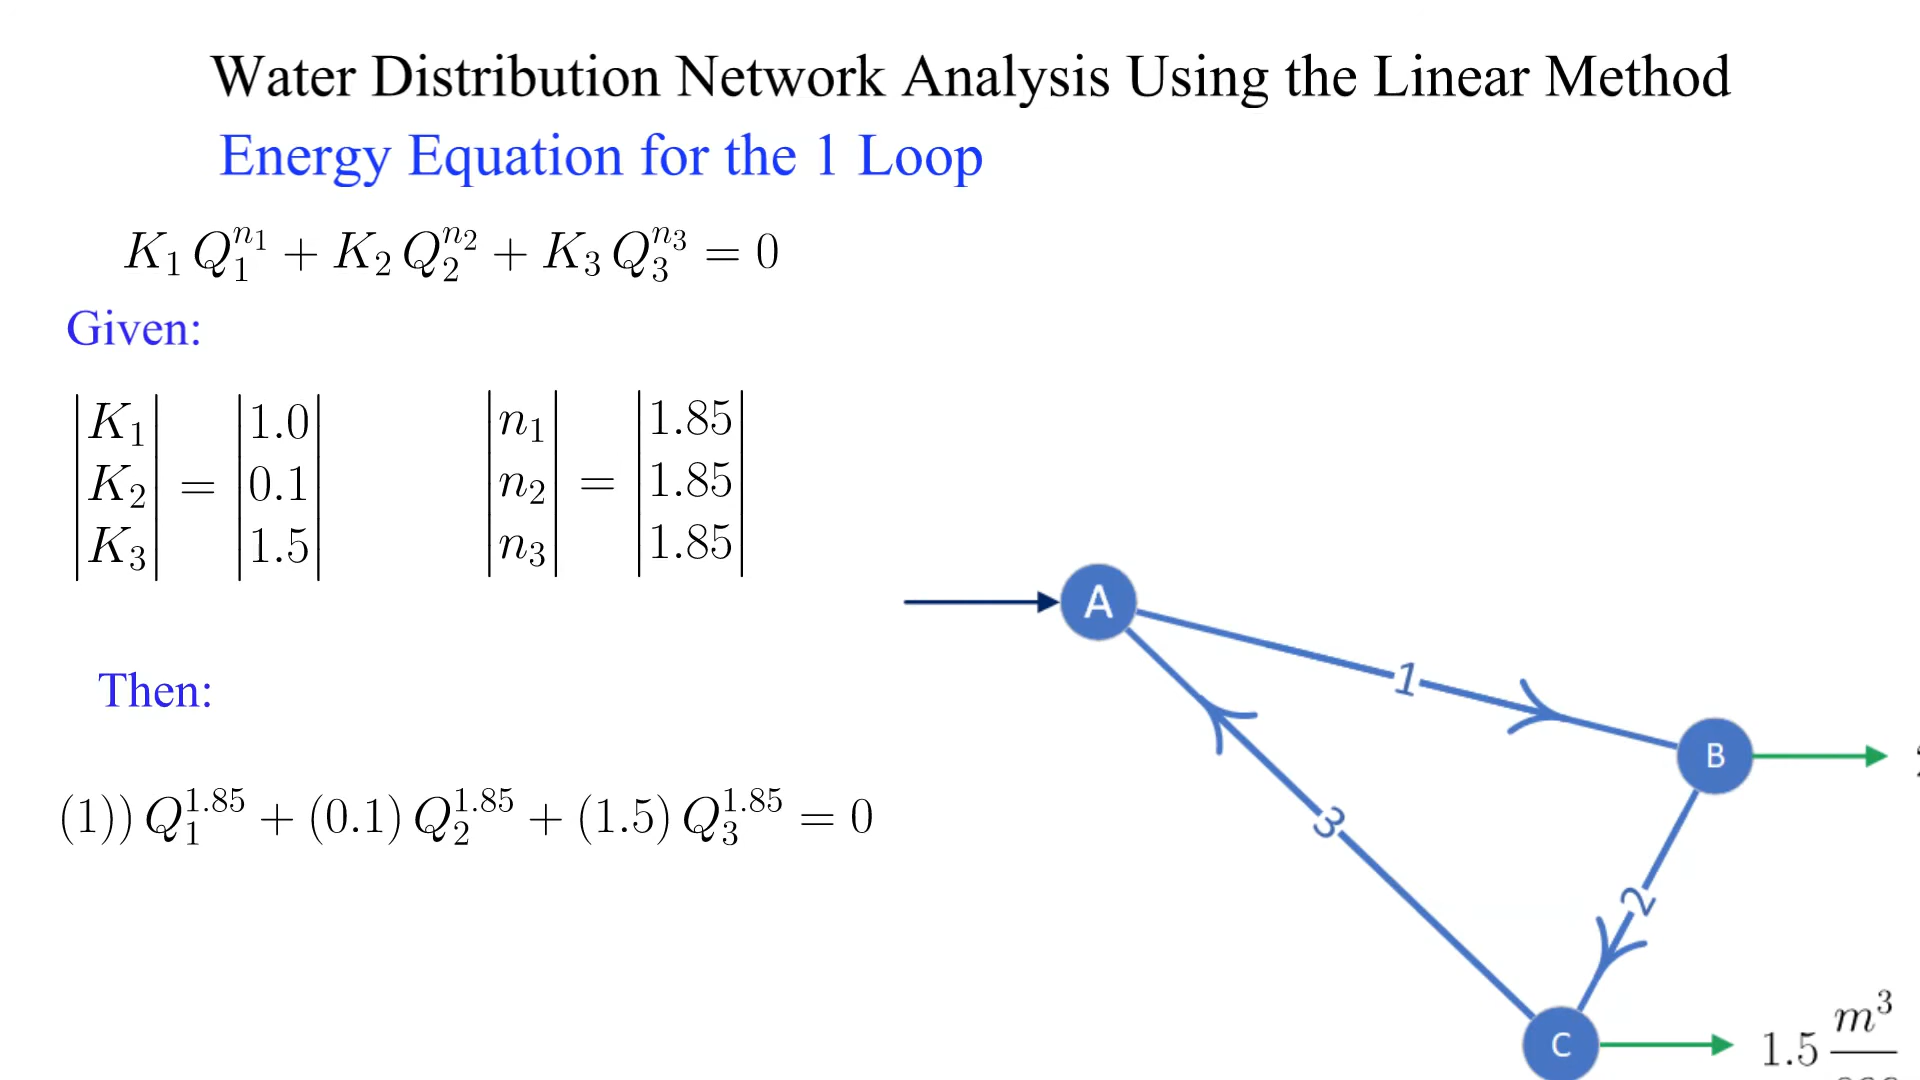 Water Distribution Network Analysis Using the Linear Method
Energy Equation for the 1 Loop
K₁ Q₁^{n₁} + K₂ Q₂^{n₂} + K₃ Q₃^{n₃} = 0
Given:
|K₁| = |1.0| |n₁| = |1.85|
|K₂| |0.1| |n₂| |1.85|
|K₃| |1.5| |n₃| |1.85|
A
1
B
Then:
3
(1)) Q₁^{1.85} + (0.1) Q₂^{1.85} + (1.5) Q₃^{1.85} = 0
2
C
1.5 m³